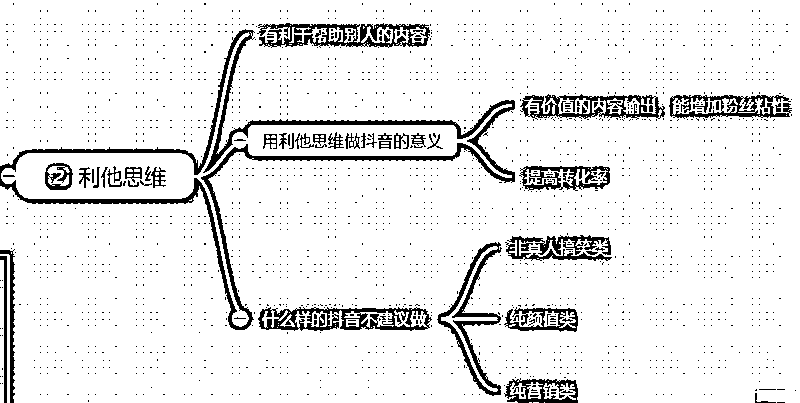 ② 利他思维
有利于帮助别人的内容
用利他思维做抖音的意义
有价值的内容输出，能增加粉丝粘性
提高转化率
什么样的抖音不建议做
非真人搞笑类
纯颜值类
纯营销类